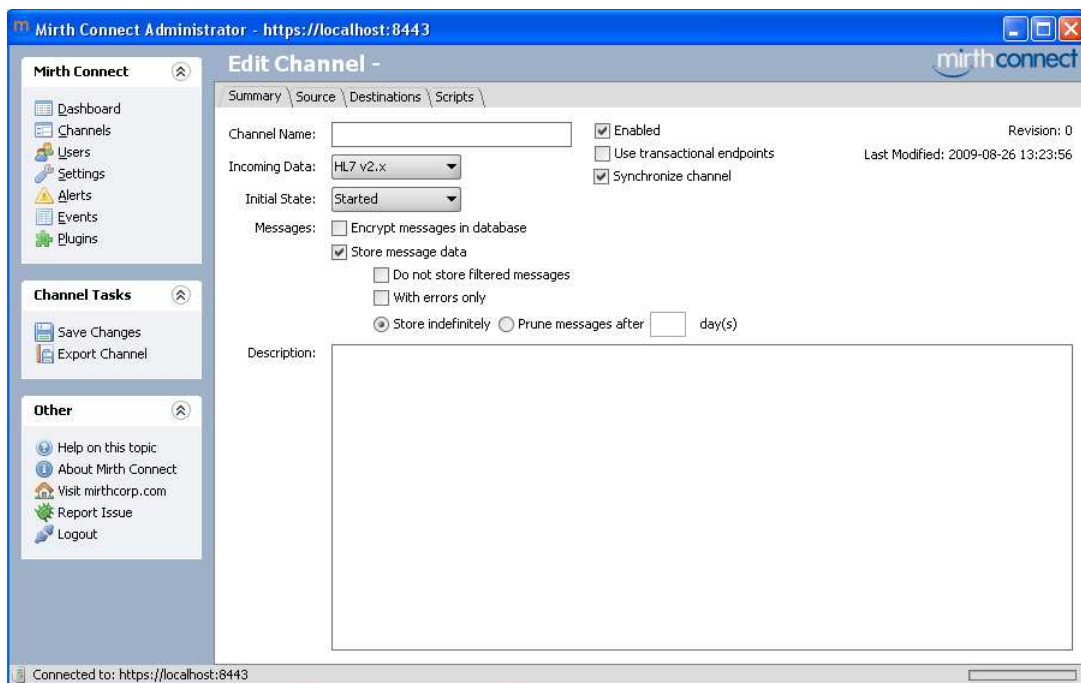 m Mirth Connect Administrator - https://localhost:8443
Mirth Connect
Dashboard
Channels
Users
Settings
Alerts
Events
Plugins
Channel Tasks
Save Changes
Export Channel
Other
Help on this topic
About Mirth Connect
Visit mirthcorp.com
Report Issue
Logout
Edit Channel -
mirthconnect
Summary Source Destinations Scripts
Channel Name:
Enabled
Revision: 0
Incoming Data: HL7 v2.x
Use transactional endpoints
Last Modified: 2009-08-26 13:23:56
Initial State: Started
Synchronize channel
Messages: Encrypt messages in database
Store message data
Do not store filtered messages
With errors only
Store indefinitely Prune messages after day(s)
Description:
Connected to: https://localhost:8443